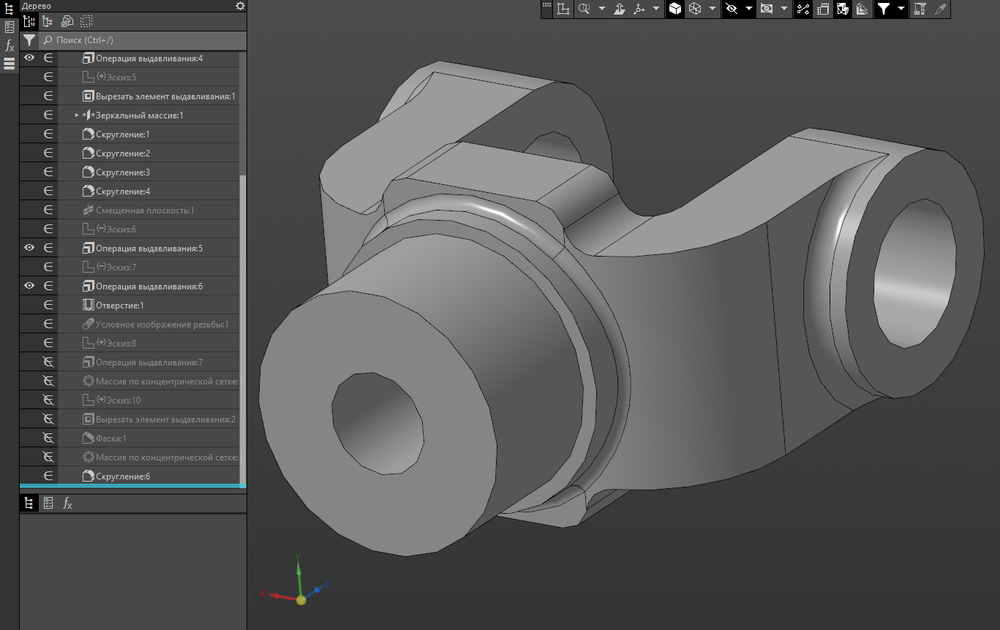 Дерево
Поиск (Ctrl+/)
Операция выдавливания:4
(+)Эскиз:5
Вырезать элемент выдавливания:1
Зеркальный массив:1
Скругление:1
Скругление:2
Скругление:3
Скругление:4
Смещенная плоскость:1
(−)Эскиз:6
Операция выдавливания:5
(−)Эскиз:7
Операция выдавливания:6
Отверстие:1
Условное изображение резьбы:1
(+)Эскиз:8
Операция выдавливания:7
Массив по концентрической сетке:
(+)Эскиз:10
Вырезать элемент выдавливания:2
Фаска:1
Массив по концентрической сетке:
Скругление:6
fx
fx
Y
Z
X